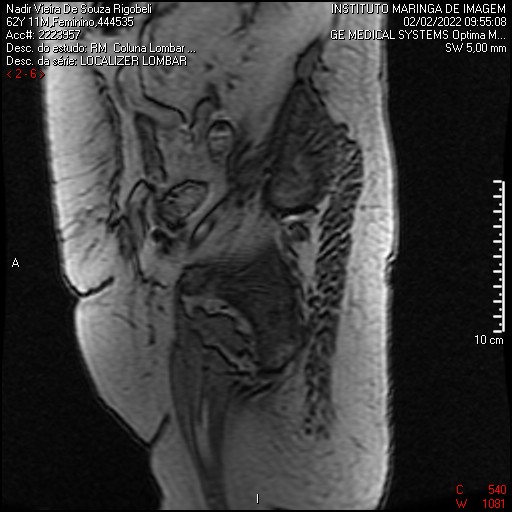 Nadir Vieira De Souza Rigobeli
62Y 11M,Feminino,444535
Acc#: 2223957
Desc. do estudo: RM Coluna Lombar ...
Desc. da série: LOCALIZER LOMBAR
< 2 - 6 >
INSTITUTO MARINGA DE IMAGEM
02/02/2022 09:55:08
GE MEDICAL SYSTEMS Optima M...
SW 5,00 mm
A
10 cm
I
C 540
W 1081